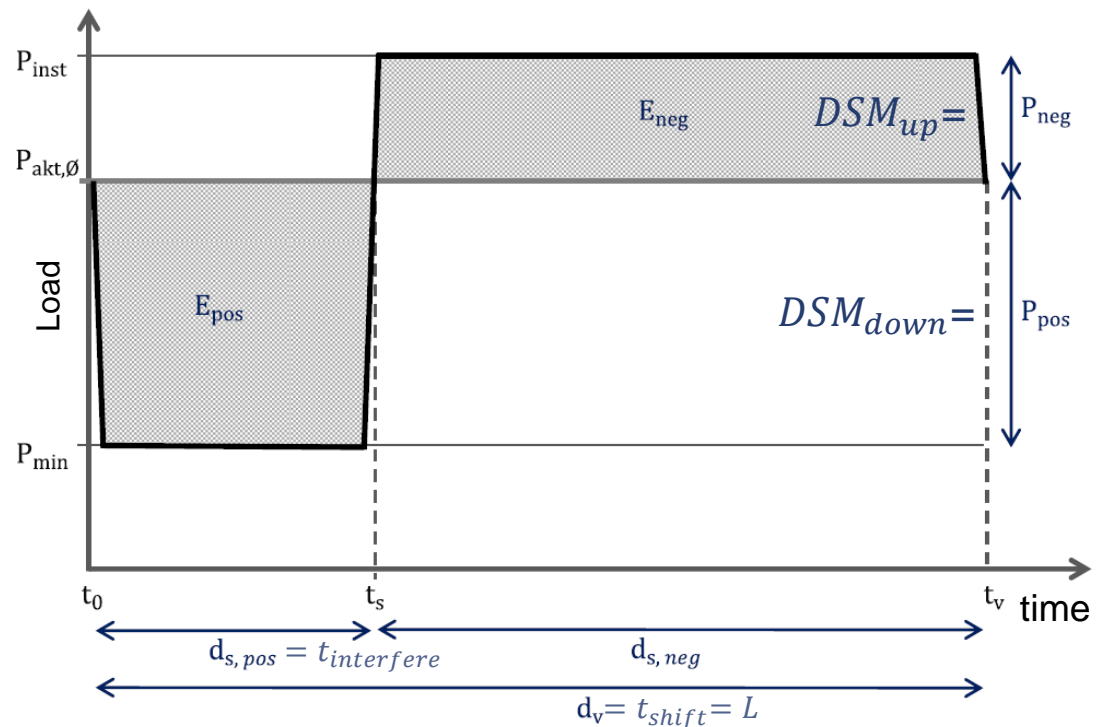 P_inst
E_neg
DSM_up =
P_neg
P_akt,Ø
Load
E_pos
DSM_down =
P_pos
P_min
t_0
t_s
t_v
time
d_s, pos = t_interfere
d_s, neg
d_v = t_shift = L